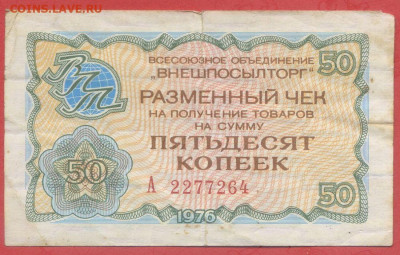 COINS.LAVE.RU
ВСЕСОЮЗНОЕ ОБЪЕДИНЕНИЕ
„ВНЕШПОСЫЛТОРГ"
50
ВПТ
РАЗМЕННЫЙ ЧЕК
НА ПОЛУЧЕНИЕ ТОВАРОВ
НА СУММУ
ПЯТЬДЕСЯТ
КОПЕЕК
50
А 2277264
50
1976